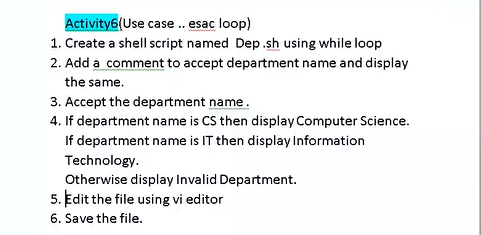 Activity6(Use case .. esac loop)
1. Create a shell script named  Dep .sh using while loop
2. Add a  comment to accept department name and display
the same.
3. Accept the department name .
4. If department name is CS then display Computer Science.
If department name is IT then display Information
Technology.
Otherwise display Invalid Department.
5. Edit the file using vi editor
6. Save the file.